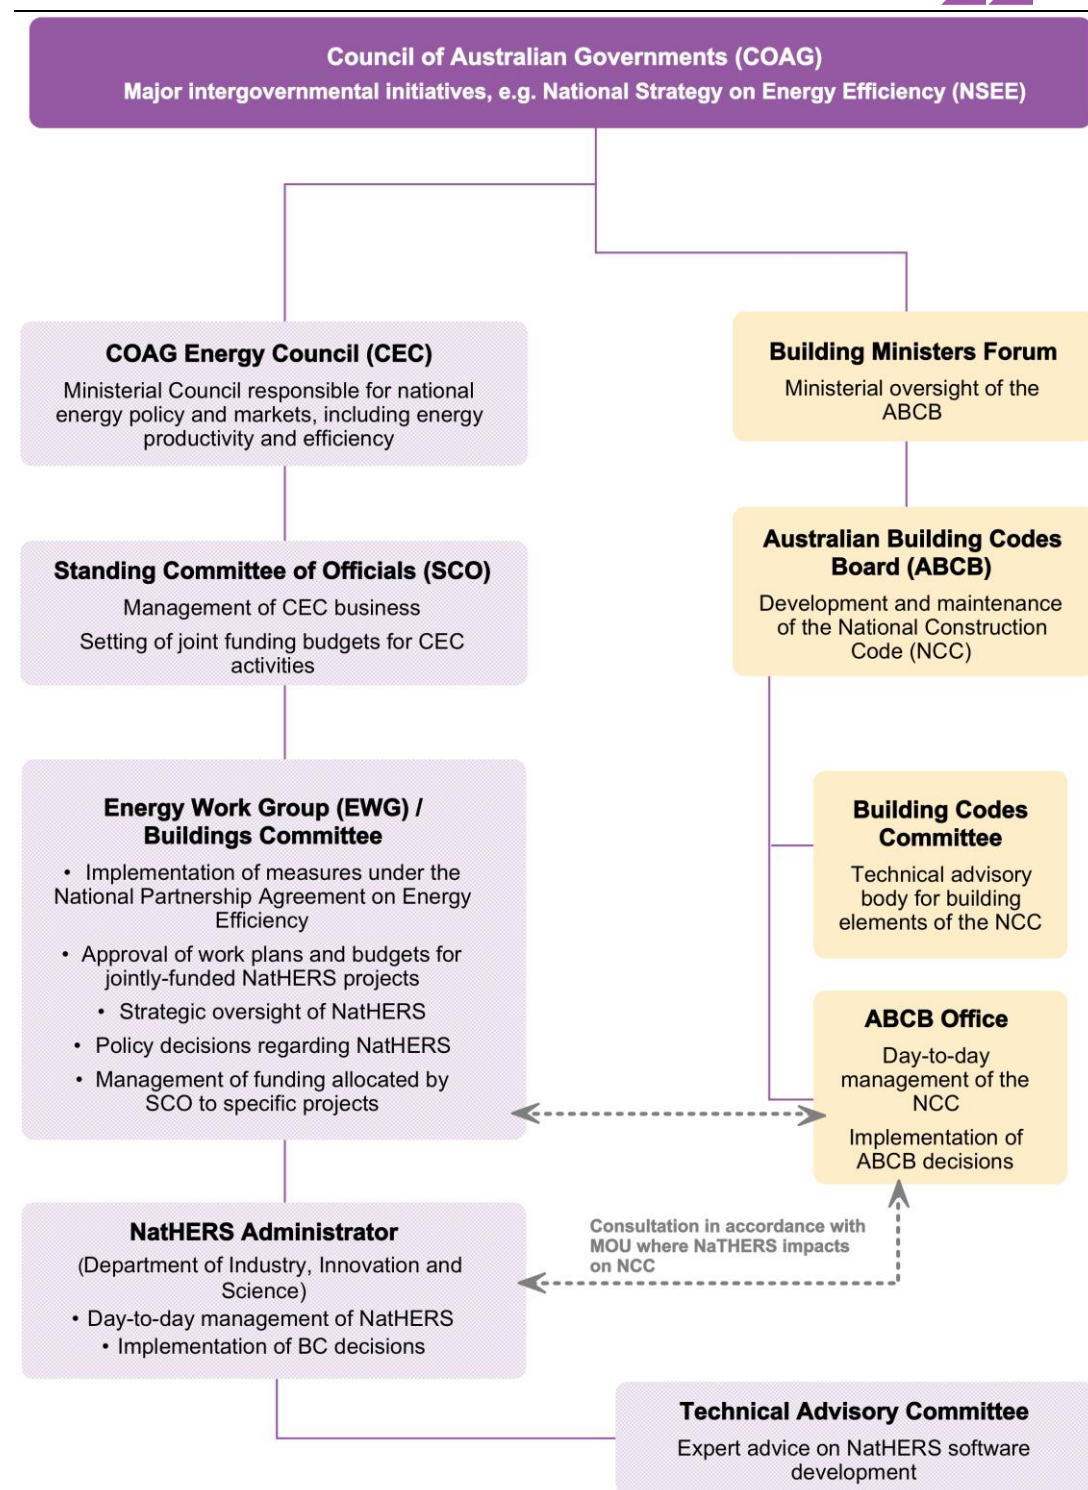 Council of Australian Governments (COAG)
Major intergovernmental initiatives, e.g. National Strategy on Energy Efficiency (NSEE)
COAG Energy Council (CEC)
Ministerial Council responsible for national
energy policy and markets, including energy
productivity and efficiency
Building Ministers Forum
Ministerial oversight of the
ABCB
Standing Committee of Officials (SCO)
Management of CEC business
Setting of joint funding budgets for CEC
activities
Australian Building Codes
Board (ABCB)
Development and maintenance
of the National Construction
Code (NCC)
Energy Work Group (EWG) /
Buildings Committee
• Implementation of measures under the
National Partnership Agreement on Energy
Efficiency
• Approval of work plans and budgets for
jointly-funded NatHERS projects
• Strategic oversight of NatHERS
• Policy decisions regarding NatHERS
• Management of funding allocated by
SCO to specific projects
Building Codes
Committee
Technical advisory
body for building
elements of the NCC
ABCB Office
Day-to-day
management of the
NCC
Implementation of
ABCB decisions
NatHERS Administrator
(Department of Industry, Innovation and
Science)
• Day-to-day management of NatHERS
• Implementation of BC decisions
Consultation in accordance with
MOU where NaTHERS impacts
on NCC
Technical Advisory Committee
Expert advice on NatHERS software
development